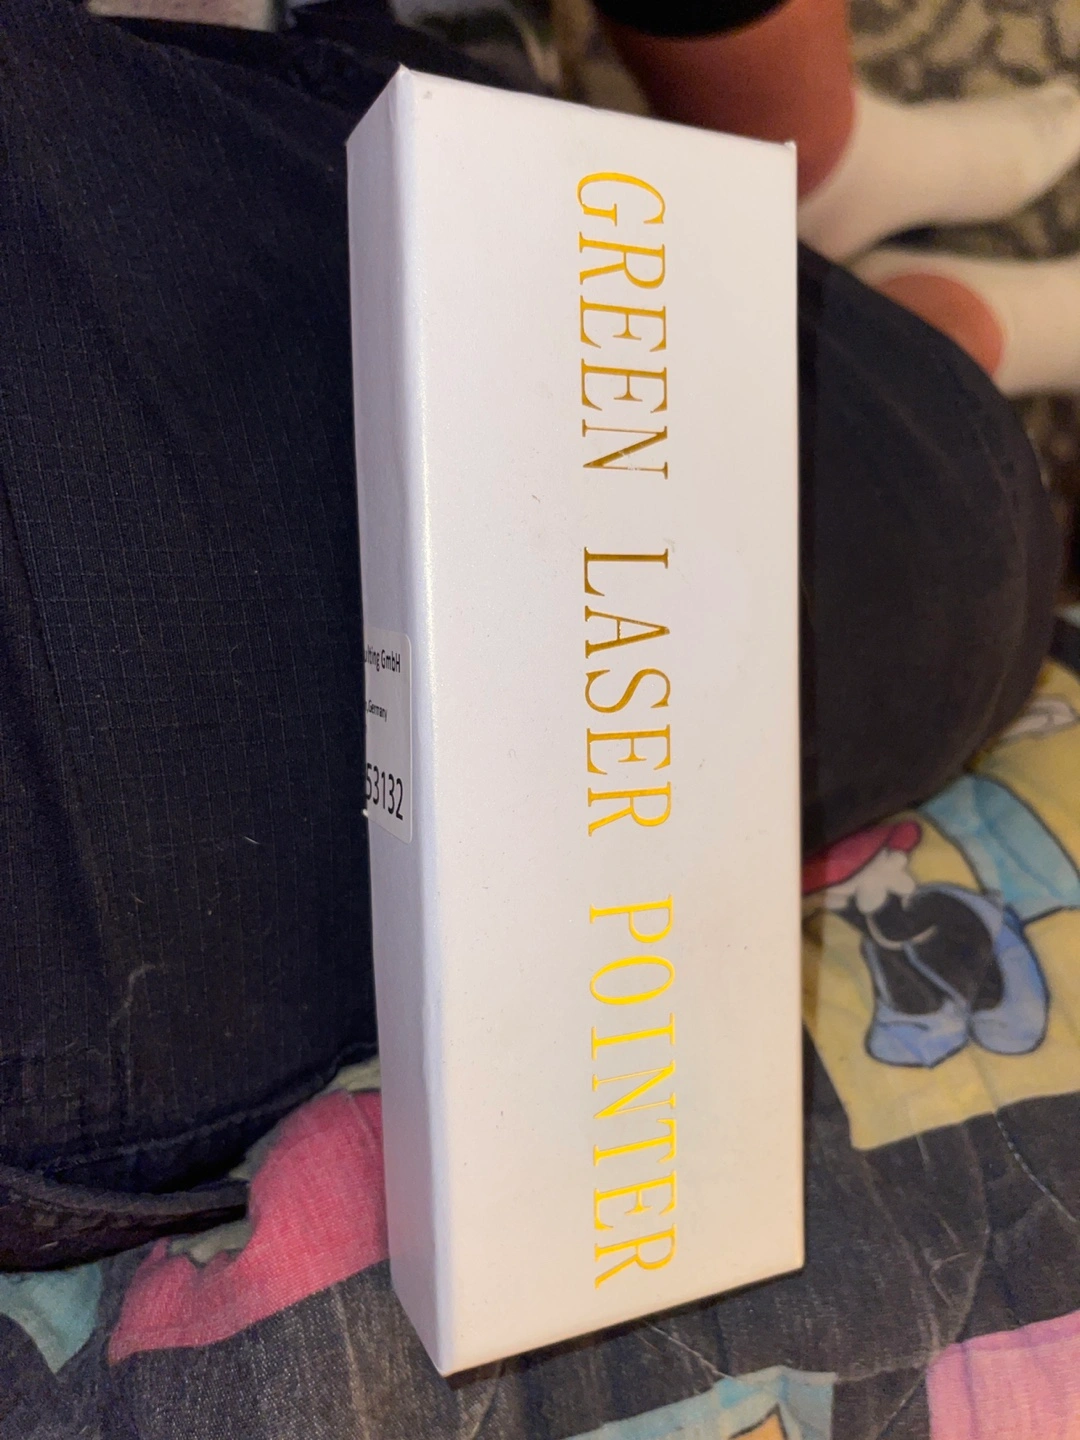 GREEN LASER POINTER
GmbH
Germany
53132